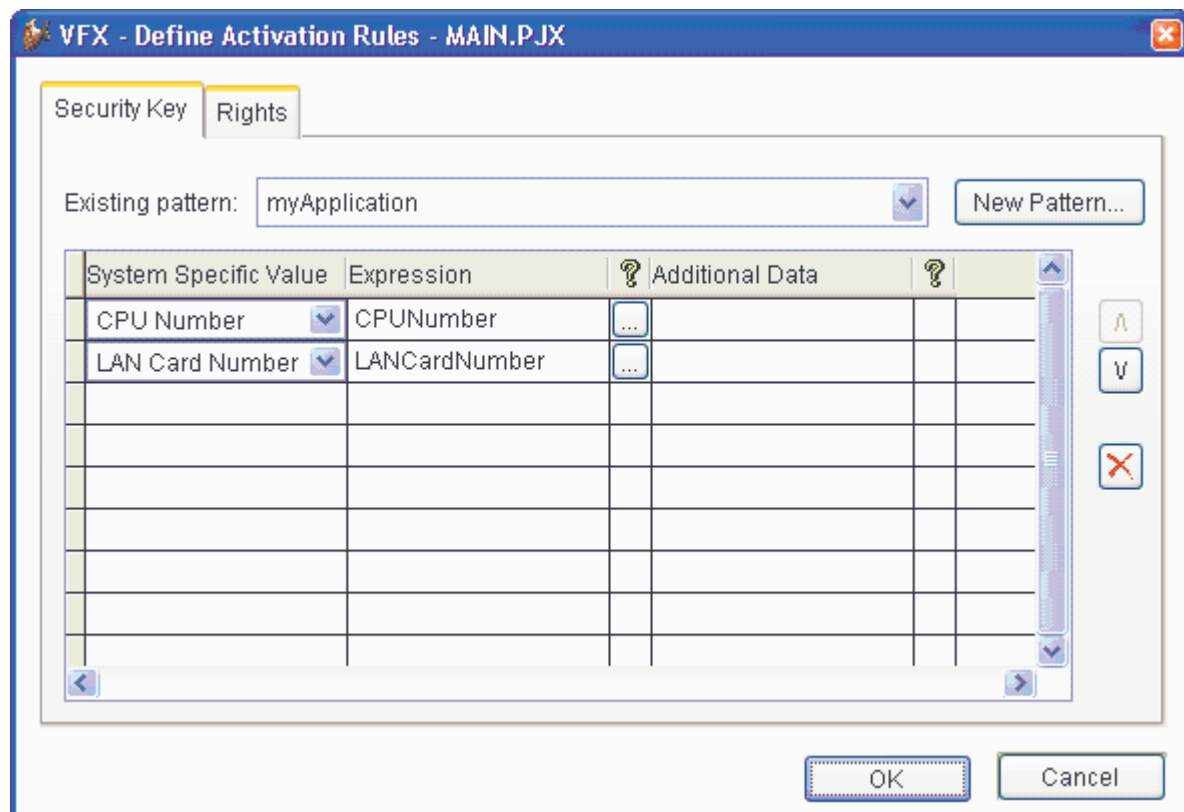 VFX - Define Activation Rules - MAIN.PJX
Security Key Rights
Existing pattern: myApplication New Pattern...
System Specific Value Expression ? Additional Data ?
CPU Number CPUNumber ...
LAN Card Number LANCardNumber ...
OK Cancel